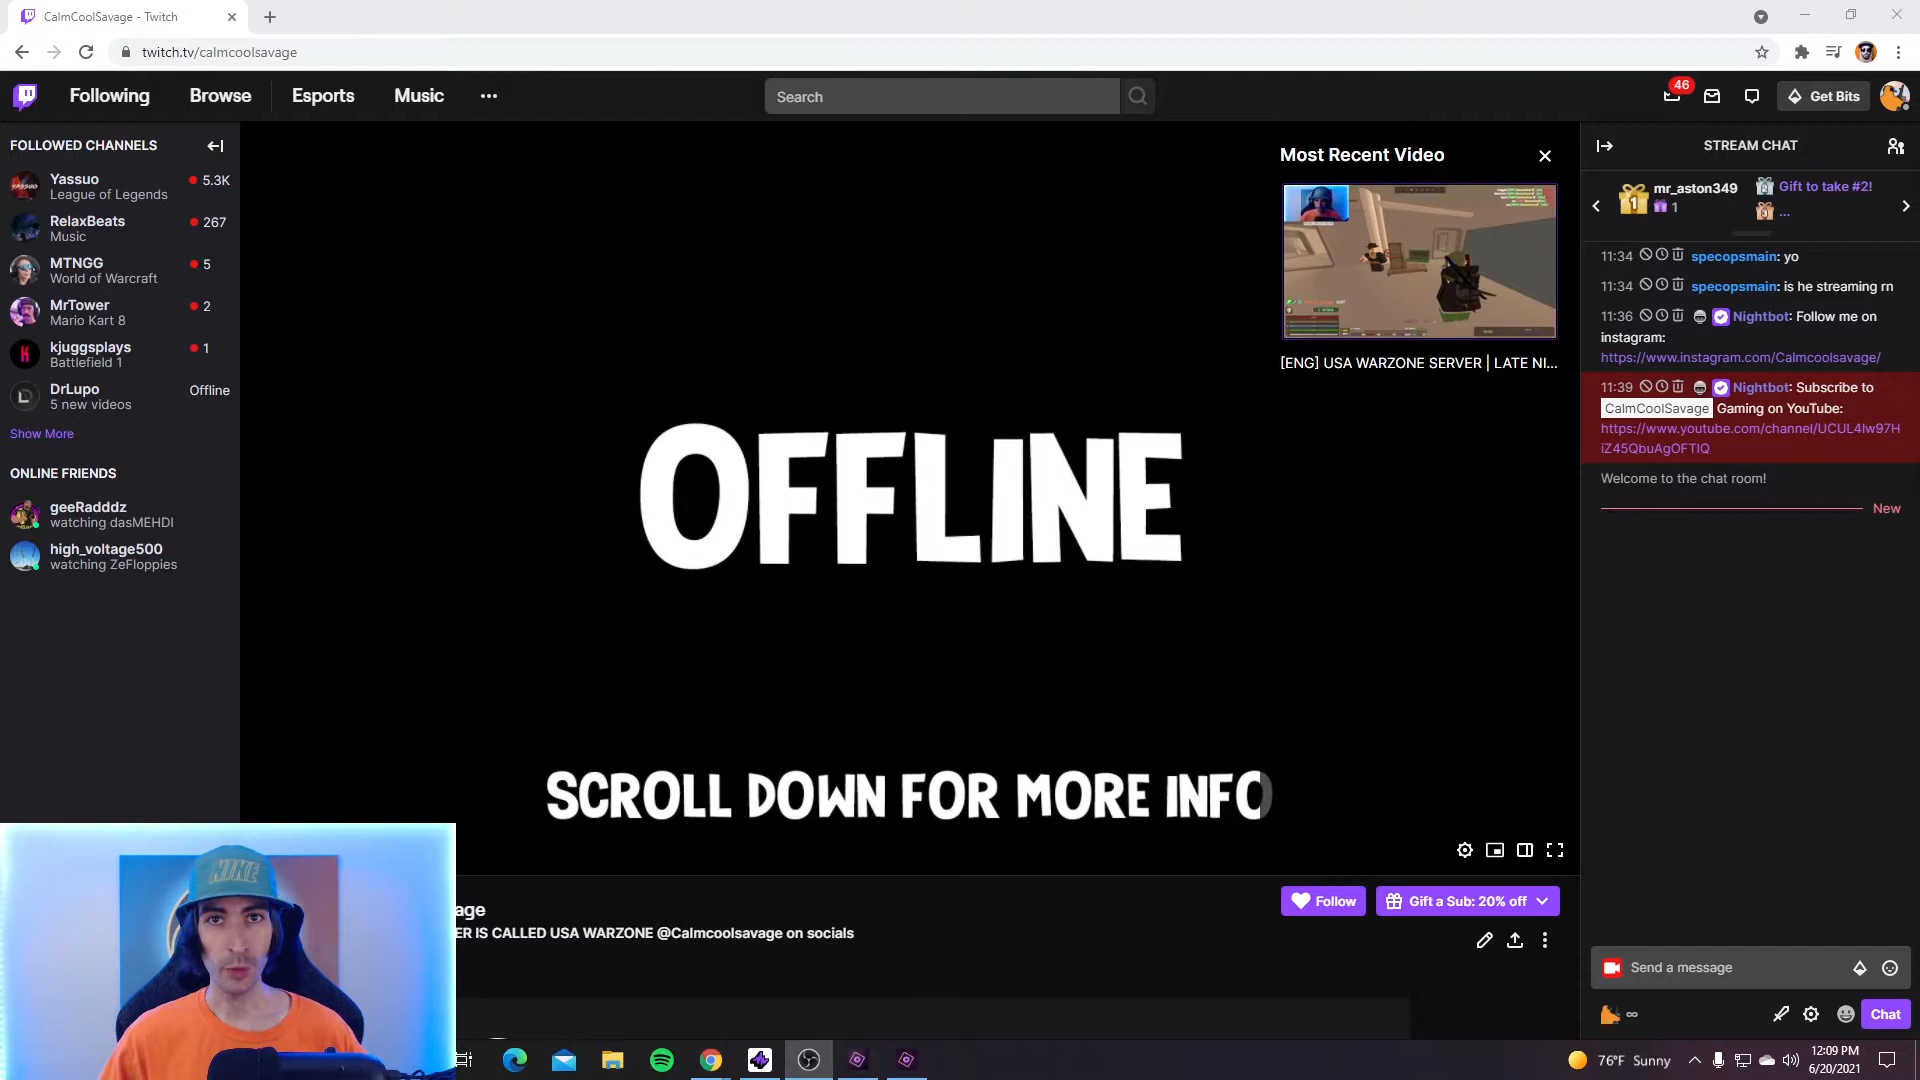 CalmCoolSavage - Twitch
twitch.tv/calmcoolsavage
Following
Browse
Esports
Music
Search
46
Get Bits
FOLLOWED CHANNELS
Yassuo
5.3K
League of Legends
RelaxBeats
267
Music
MTNGG
5
World of Warcraft
MrTower
2
Mario Kart 8
kjuggsplays
1
Battlefield 1
DrLupo
Offline
5 new videos
Show More
ONLINE FRIENDS
geeRadddz
watching dasMEHDI
high_voltage500
watching ZeFloppies
OFFLINE
SCROLL DOWN FOR MORE INFO
Most Recent Video
[ENG] USA WARZONE SERVER | LATE NI...
NIKE
age
ER IS CALLED USA WARZONE @Calmcoolsavage on socials
Follow
Gift a Sub: 20% off
STREAM CHAT
1
mr_aston349
1
2
Gift to take #2!
3
...
11:34 specopsmain: yo
11:34 specopsmain: is he streaming rn
11:36 Nightbot: Follow me on
instagram:
https://www.instagram.com/Calmcoolsavage/
11:39 Nightbot: Subscribe to
CalmCoolSavage Gaming on YouTube:
https://www.youtube.com/channel/UCUL4lw97H
iZ45QbuAgOFTIQ
Welcome to the chat room!
New
Send a message
∞
Chat
76°F Sunny
12:09 PM
6/20/2021